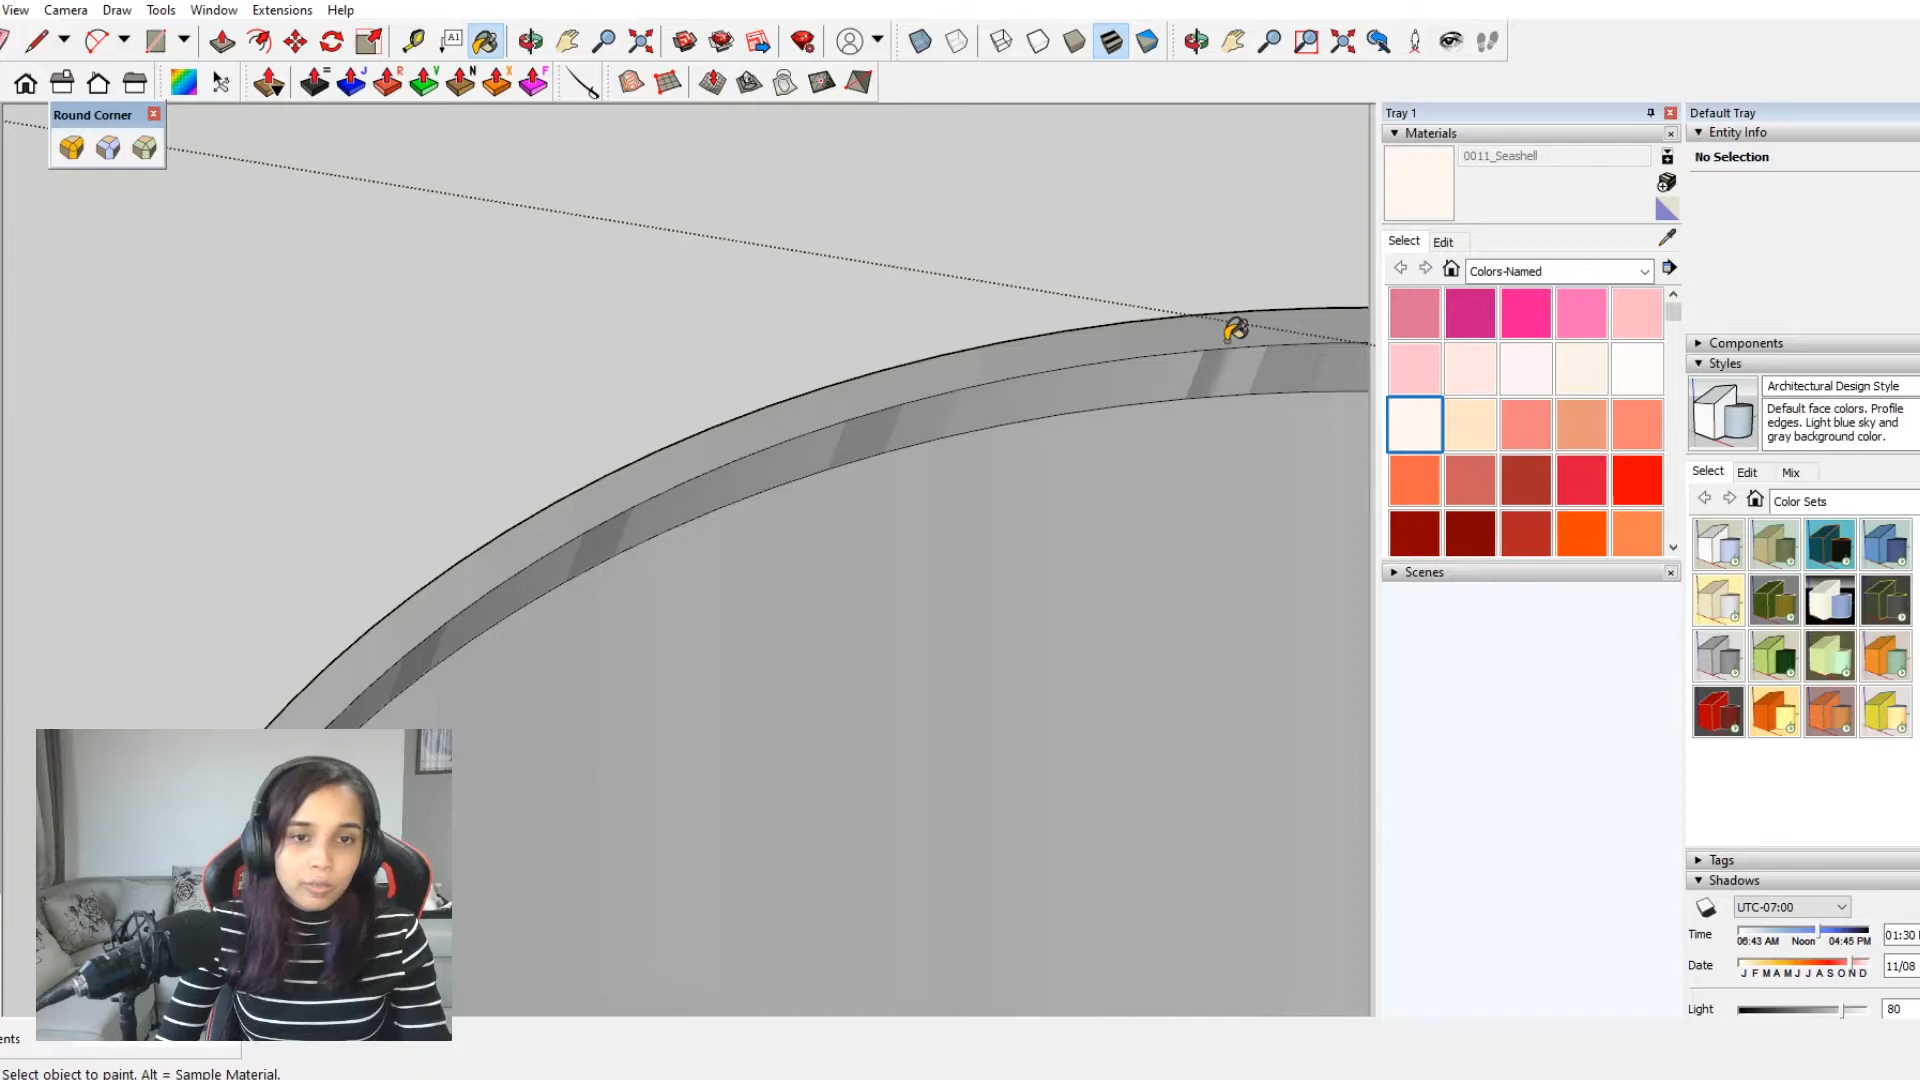 View Camera Draw Tools Window Extensions Help
A1
= J R V N X F
Round Corner
Tray 1
Materials
0011_Seashell
Select Edit
Colors-Named
Scenes
Default Tray
Entity Info
No Selection
Components
Styles
Architectural Design Style
Default face colors. Profile
edges. Light blue sky and
gray background color.
Select Edit Mix
Color Sets
Tags
Shadows
UTC-07:00
Time 06:43 AM Noon 04:45 PM 01:30
Date J F M A M J J A S O N D 11/08
Light 80
ents
Select object to paint. Alt = Sample Material.